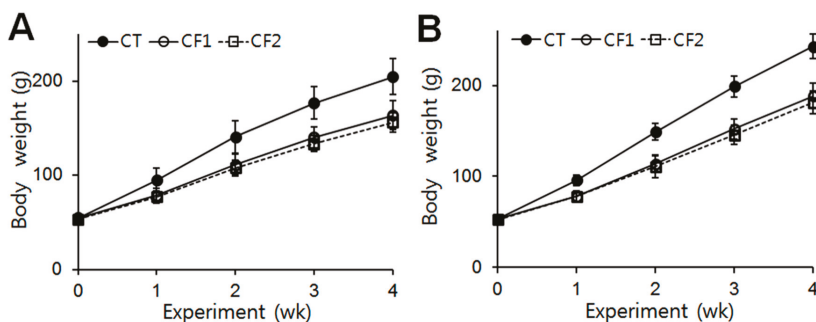 A
CT CF1 CF2
Body weight (g)
200
100
0
0 1 2 3 4
Experiment (wk)
B
CT CF1 CF2
Body weight (g)
200
100
0
0 1 2 3 4
Experiment (wk)